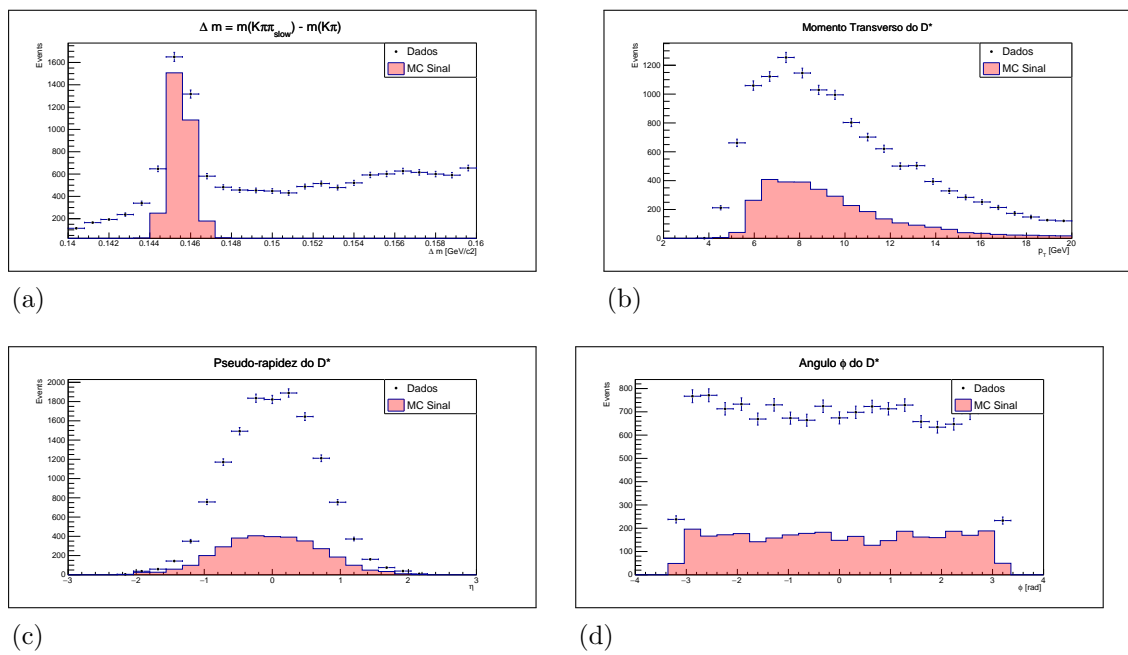 Δ m = m(Kππslow) - m(Kπ)
Events
1600
1400
1200
1000
800
600
400
200
0
0.14 0.142 0.144 0.146 0.148 0.15 0.152 0.154 0.156 0.158 0.16
Δ m [GeV/c2]
Dados
MC Sinal
(a)
Momento Transverso do D*
Events
1200
1000
800
600
400
200
0
2 4 6 8 10 12 14 16 18 20
pT [GeV]
Dados
MC Sinal
(b)
Pseudo-rapidez do D*
Events
2000
1800
1600
1400
1200
1000
800
600
400
200
0
−3 −2 −1 0 1 2 3
η
Dados
MC Sinal
(c)
Angulo ϕ do D*
Events
800
700
600
500
400
300
200
100
0
−4 −3 −2 −1 0 1 2 3 4
ϕ [rad]
Dados
MC Sinal
(d)